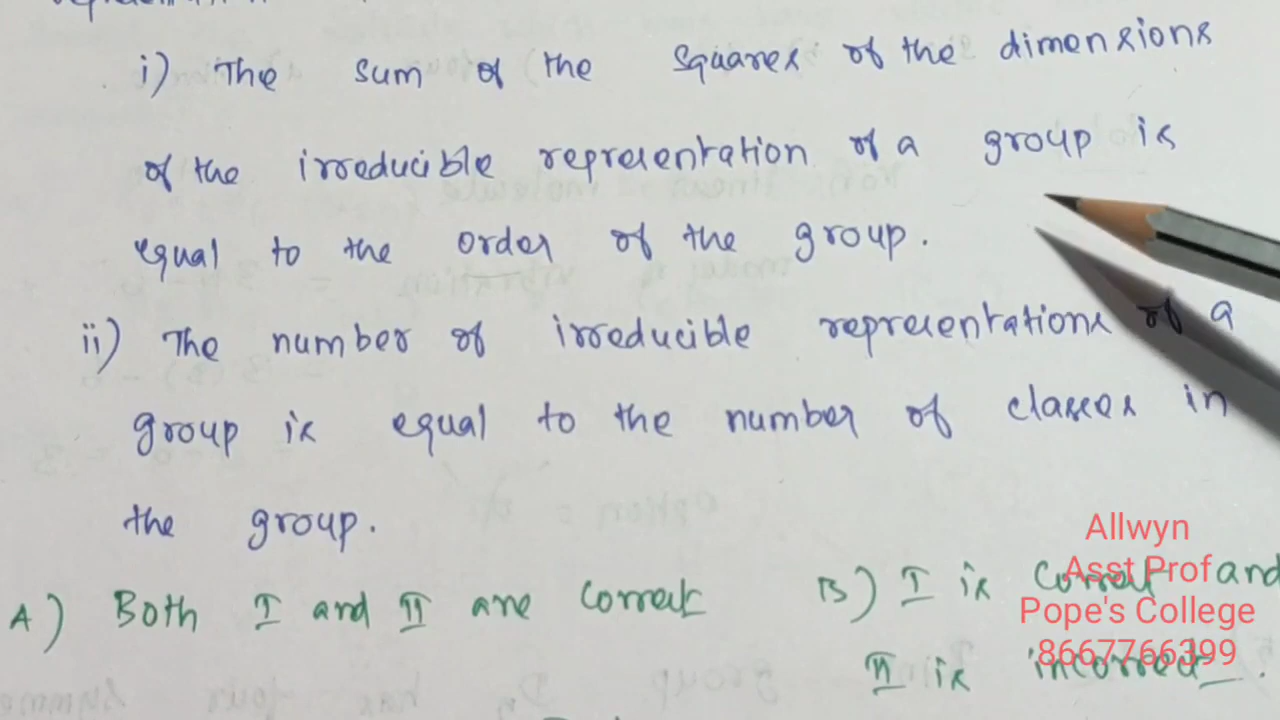 i) The sum of the squares of the dimensions
of the irreducible representation of a group is
equal to the order of the group.
ii) The number of irreducible representations of a
group is equal to the number of classes in
the group.
A) Both I and II are correct B) I is correct and
II is incorrect.
Allwyn
Asst Prof
Pope's College
8667766399